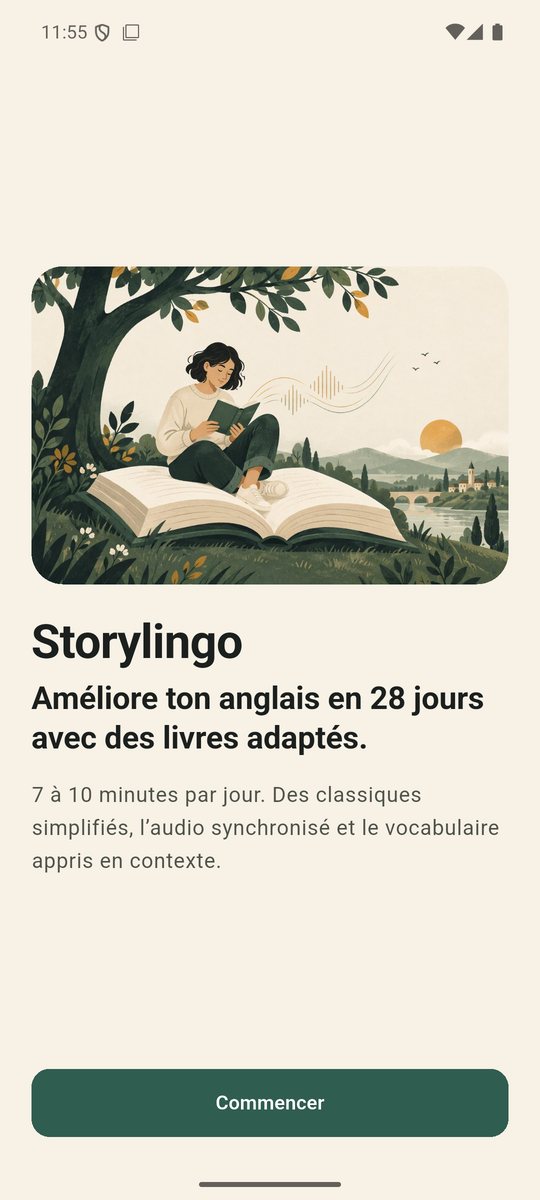 11:55
Storylingo
Améliore ton anglais en 28 jours
avec des livres adaptés.
7 à 10 minutes par jour. Des classiques
simplifiés, l’audio synchronisé et le vocabulaire
appris en contexte.
Commencer